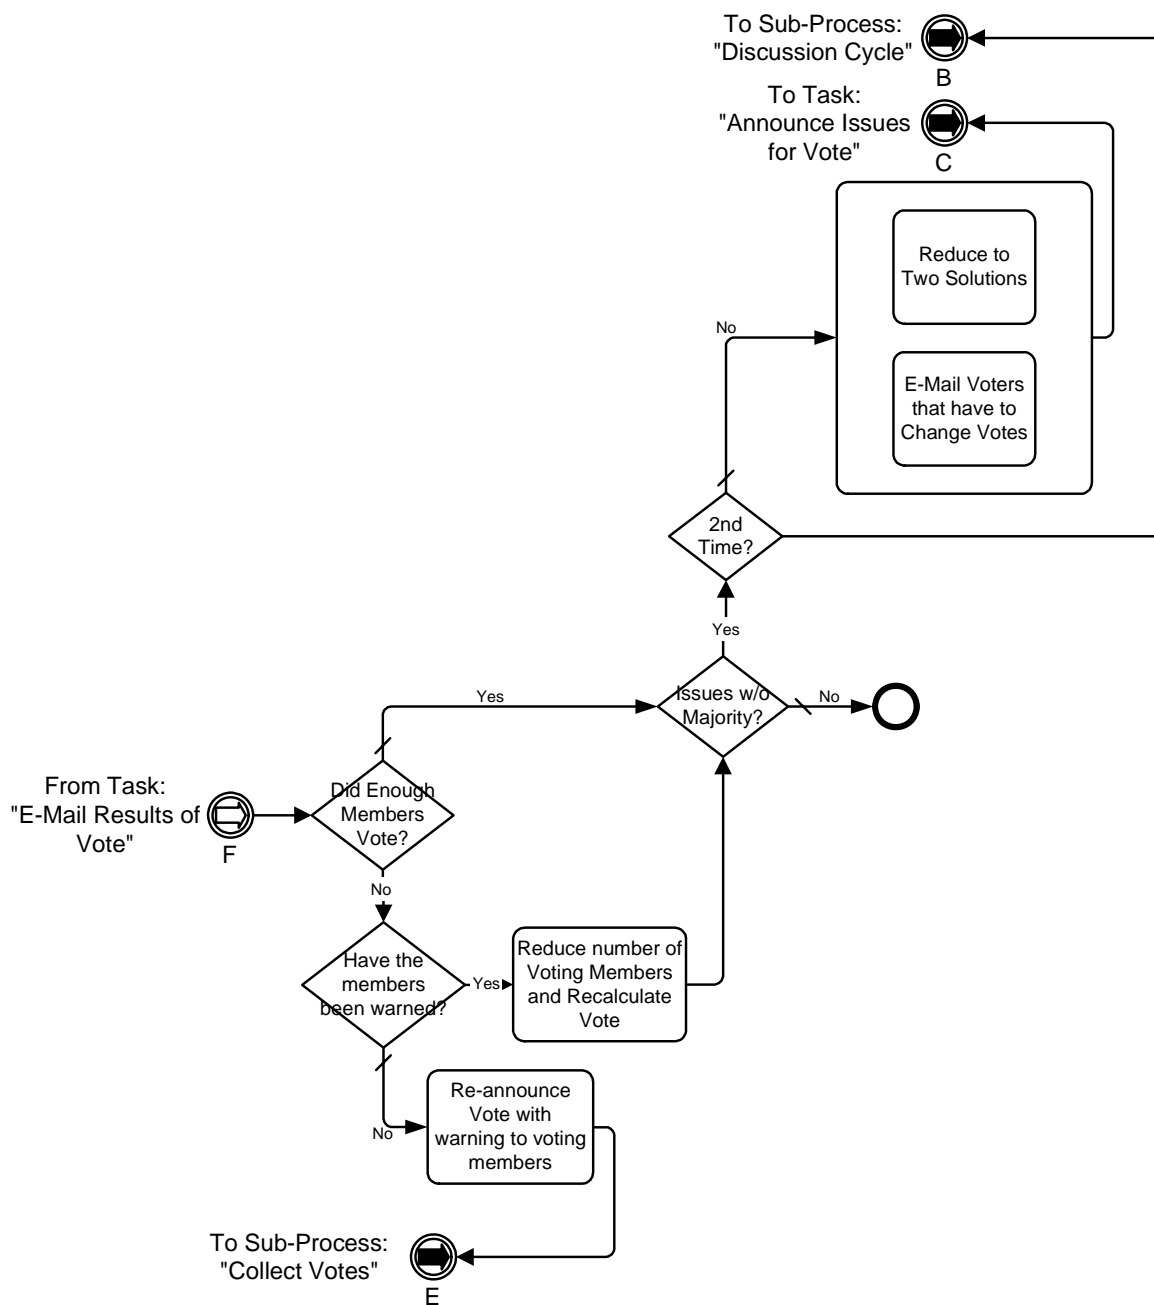 To Sub-Process:
"Discussion Cycle"
B
To Task:
"Announce Issues
for Vote"
C
Reduce to
Two Solutions
No
E-Mail Voters
that have to
Change Votes
2nd
Time?
Yes
Yes
Issues w/o
Majority?
No
From Task:
"E-Mail Results of
Vote"
F
Did Enough
Members
Vote?
No
Have the
members
been warned?
Yes
Reduce number of
Voting Members
and Recalculate
Vote
No
Re-announce
Vote with
warning to voting
members
To Sub-Process:
"Collect Votes"
E